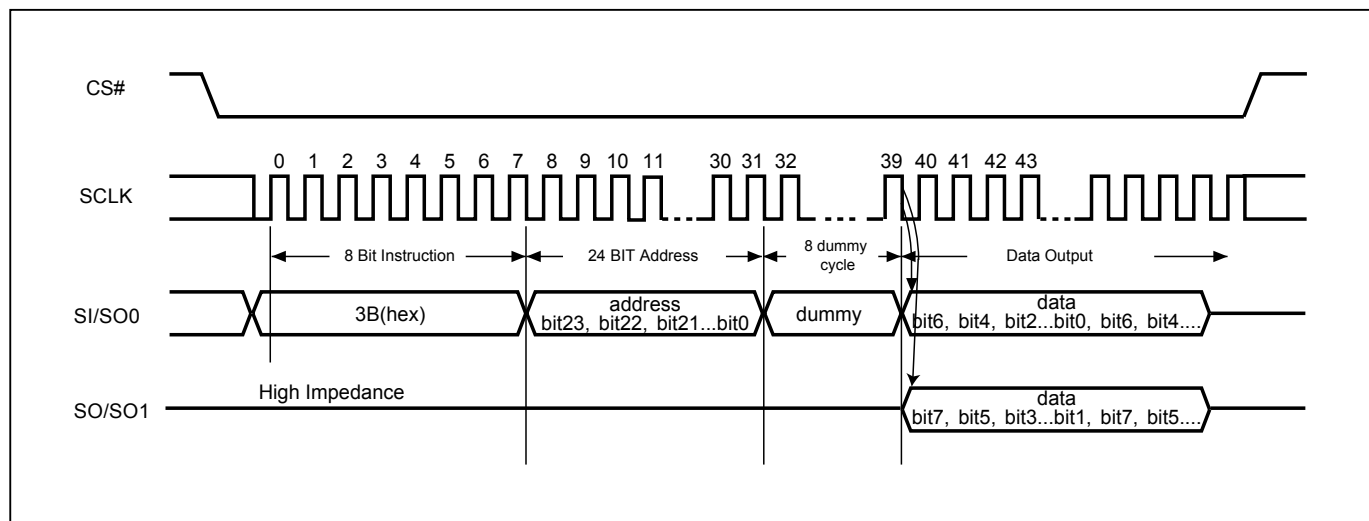 CS#
0 1 2 3 4 5 6 7 8 9 10 11 30 31 32 39 40 41 42 43
SCLK
8 Bit Instruction 24 BIT Address 8 dummy cycle Data Output
SI/SO0 3B(hex) address bit23, bit22, bit21...bit0 dummy data bit6, bit4, bit2...bit0, bit6, bit4....
High Impedance
SO/SO1 data bit7, bit5, bit3...bit1, bit7, bit5....